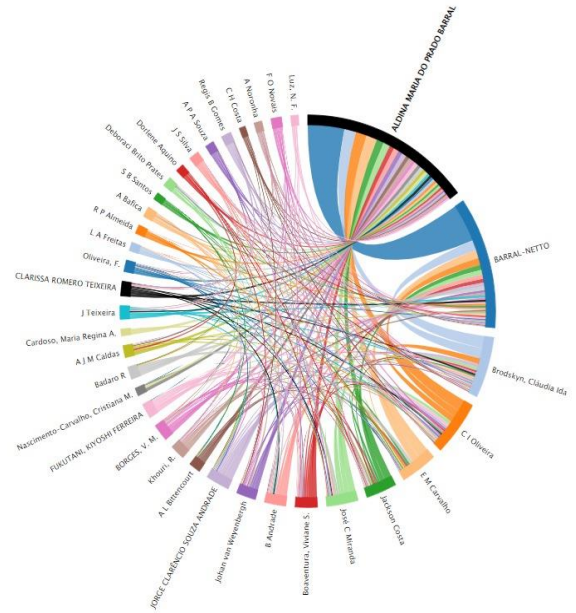 ALDINA MARIA DO PRADO BARRAL
BARRAL-NETTO
Brodskyn, Cláudia Ida
C I Oliveira
E M Carvalho
Jackson Costa
José C Miranda
Boaventura, Viviane S.
B Andrade
Johan van Weyenbergh
JORGE CLARÊNCIO SOUZA ANDRADE
A L Bittencourt
Khouri, R.
BORGES, V. M.
FUKUTANI, KIYOSHI FERREIRA
Nascimento-Carvalho, Cristiana M.
Badaro R
A J M Caldas
Cardoso, Maria Regina A.
J Teixeira
CLARISSA ROMERO TEIXEIRA
Oliveira, F.
L A Freitas
R P Almeida
A Bafica
S B Santos
Deboraci Brito Prates
Dorlene Aquino
J S Silva
A P A Souza
Regis B Gomes
C H Costa
A Noronha
F O Novais
Luz, N. F.